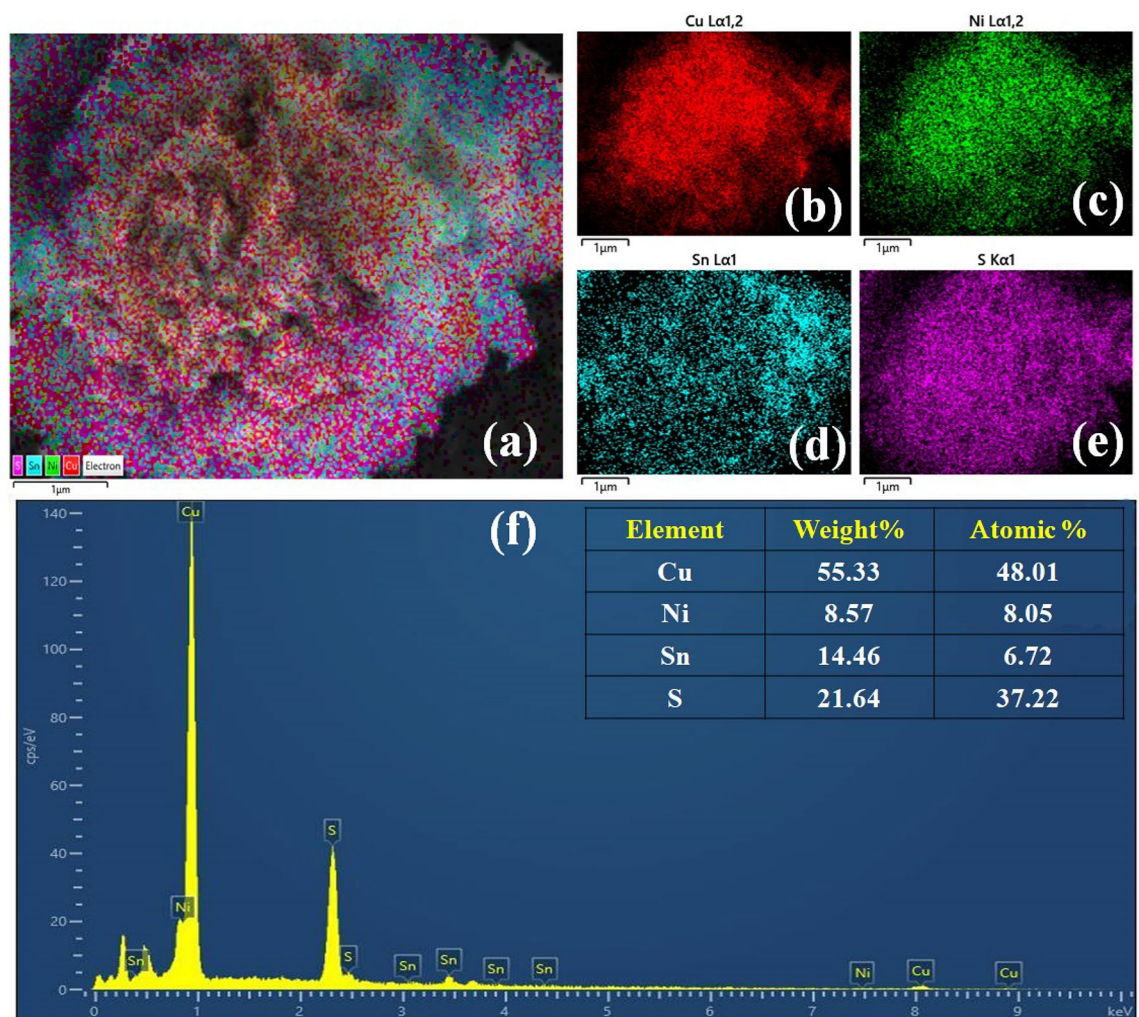 Cu Lα1,2
Ni Lα1,2
(a)
S Sn Ni Cu Electron
1μm
(b)
1μm
(c)
1μm
Sn Lα1
S Kα1
(d)
1μm
(e)
1μm
(f)
Element Weight% Atomic %
Cu 55.33 48.01
Ni 8.57 8.05
Sn 14.46 6.72
S 21.64 37.22
cps/eV
140
120
100
80
60
40
20
0
Cu
Ni
Sn
S
S
Sn
Sn
Sn
Sn
Ni
Cu
Cu
0 1 2 3 4 5 6 7 8 9 keV